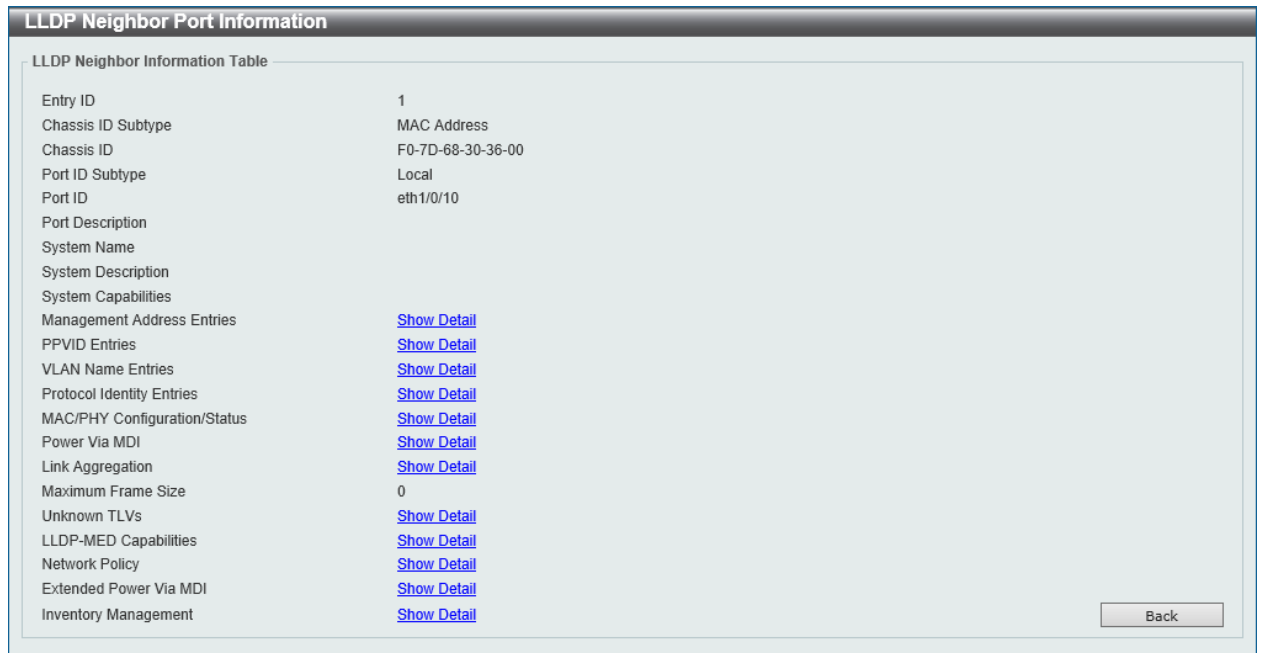 LLDP Neighbor Port Information
LLDP Neighbor Information Table
Entry ID 1
Chassis ID Subtype MAC Address
Chassis ID F0-7D-68-30-36-00
Port ID Subtype Local
Port ID eth1/0/10
Port Description
System Name
System Description
System Capabilities
Management Address Entries Show Detail
PPVID Entries Show Detail
VLAN Name Entries Show Detail
Protocol Identity Entries Show Detail
MAC/PHY Configuration/Status Show Detail
Power Via MDI Show Detail
Link Aggregation Show Detail
Maximum Frame Size 0
Unknown TLVs Show Detail
LLDP-MED Capabilities Show Detail
Network Policy Show Detail
Extended Power Via MDI Show Detail
Inventory Management Show Detail
Back